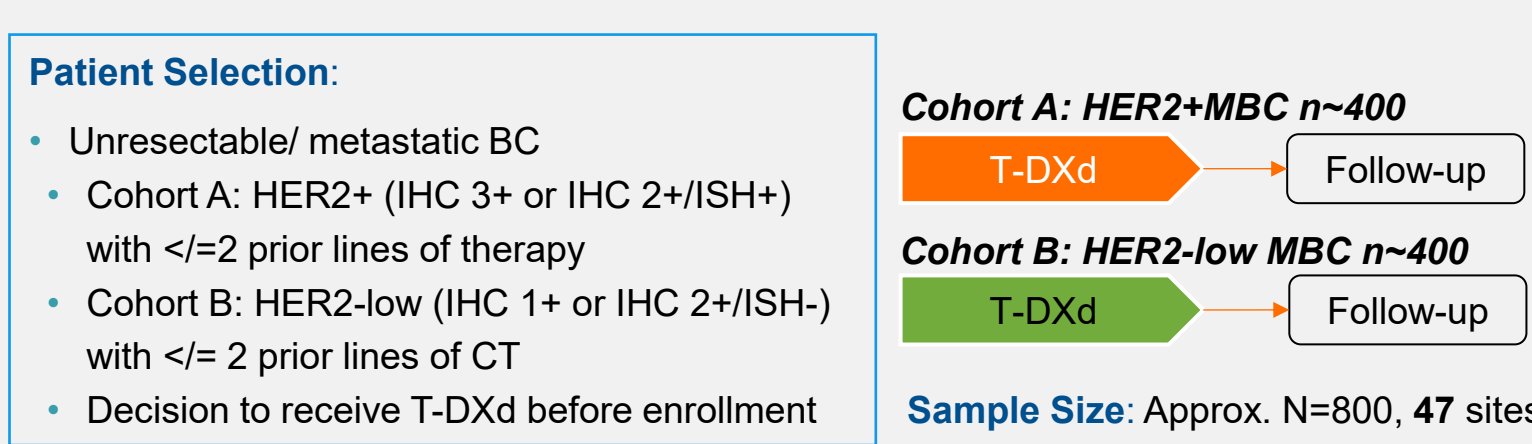 Patient Selection:
• Unresectable/ metastatic BC
• Cohort A: HER2+ (IHC 3+ or IHC 2+/ISH+)
with </=2 prior lines of therapy
• Cohort B: HER2-low (IHC 1+ or IHC 2+/ISH-)
with </= 2 prior lines of CT
• Decision to receive T-DXd before enrollment
Cohort A: HER2+MBC n~400
T-DXd
Follow-up
Cohort B: HER2-low MBC n~400
T-DXd
Follow-up
Sample Size: Approx. N=800, 47 sites